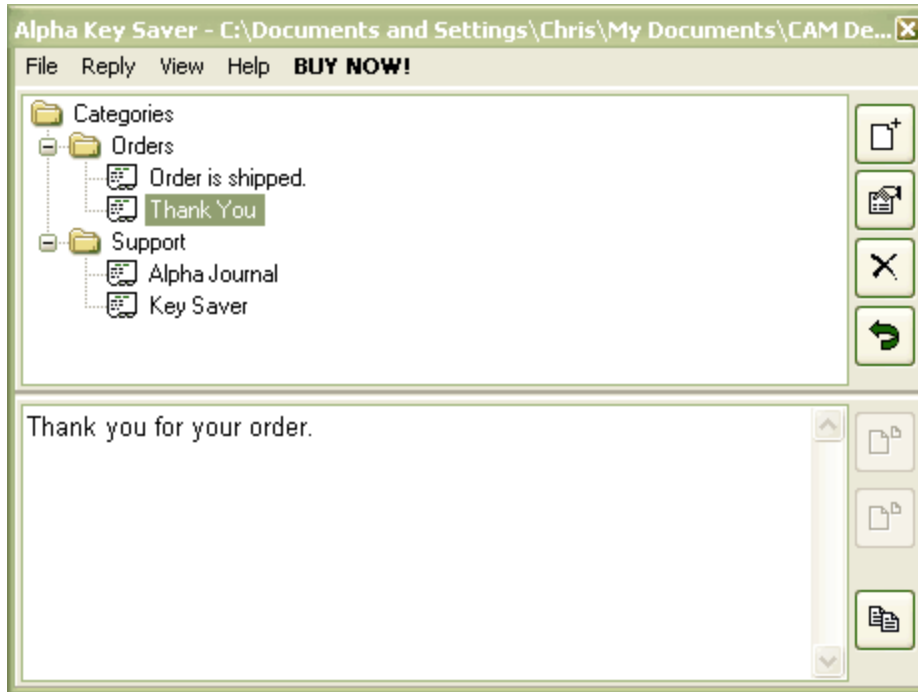 Alpha Key Saver - C:\Documents and Settings\Chris\My Documents\CAM De...
File Reply View Help BUY NOW!
Categories
Orders
Order is shipped.
Thank You
Support
Alpha Journal
Key Saver
Thank you for your order.